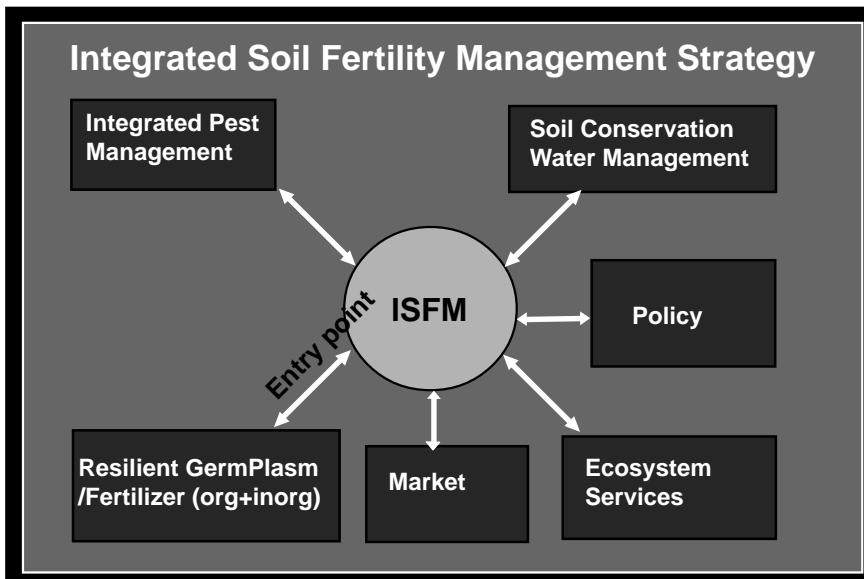 Integrated Soil Fertility Management Strategy
Integrated Pest
Management
Soil Conservation
Water Management
ISFM
Policy
Entry point
Resilient GermPlasm
/Fertilizer (org+inorg)
Market
Ecosystem
Services